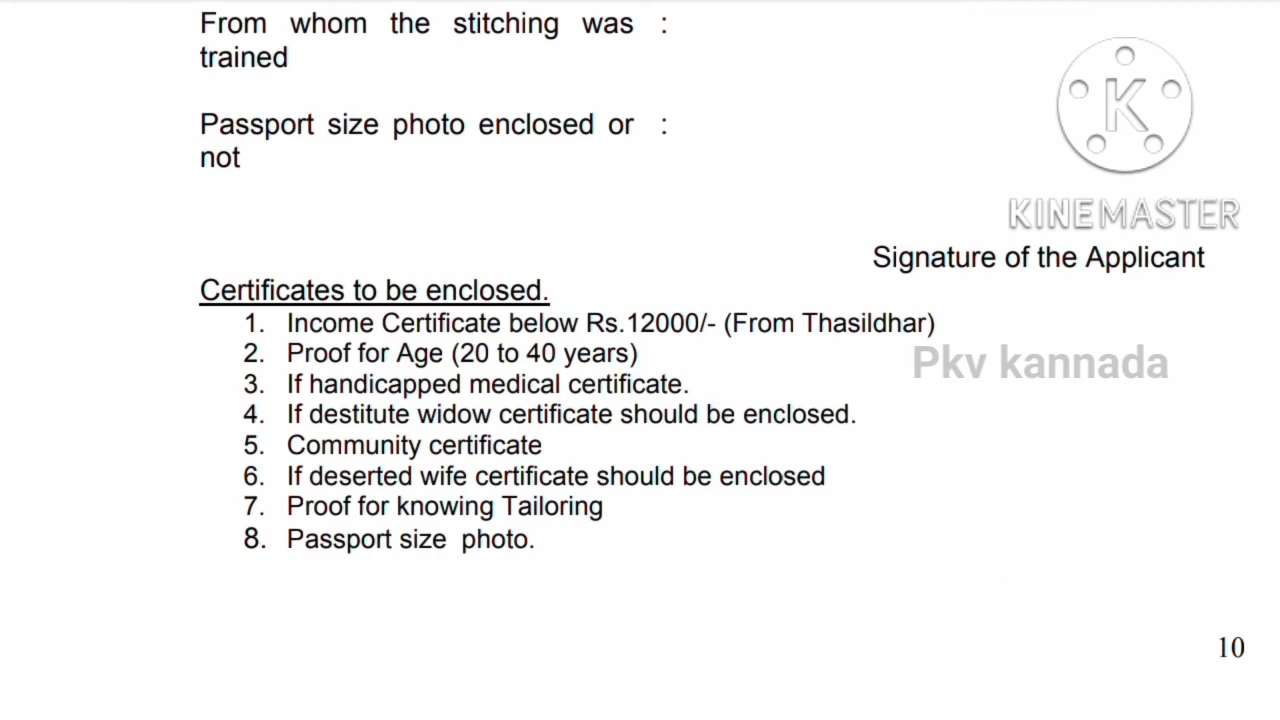 From whom the stitching was :
trained
Passport size photo enclosed or :
not
K
KINEMASTER
Signature of the Applicant
Certificates to be enclosed.
1. Income Certificate below Rs.12000/- (From Thasildhar)
2. Proof for Age (20 to 40 years)
Pkv kannada
3. If handicapped medical certificate.
4. If destitute widow certificate should be enclosed.
5. Community certificate
6. If deserted wife certificate should be enclosed
7. Proof for knowing Tailoring
8. Passport size photo.
10